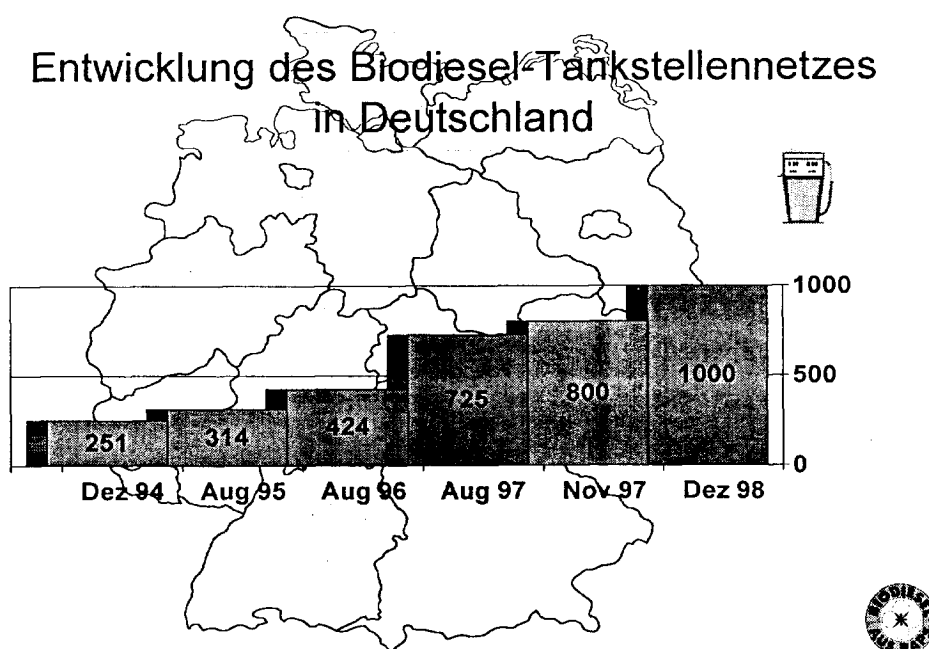 Entwicklung des Biodiesel-Tankstellennetzes
in Deutschland
1000
500
0
251
314
424
725
800
1000
Dez 94
Aug 95
Aug 96
Aug 97
Nov 97
Dez 98
BIODIESEL